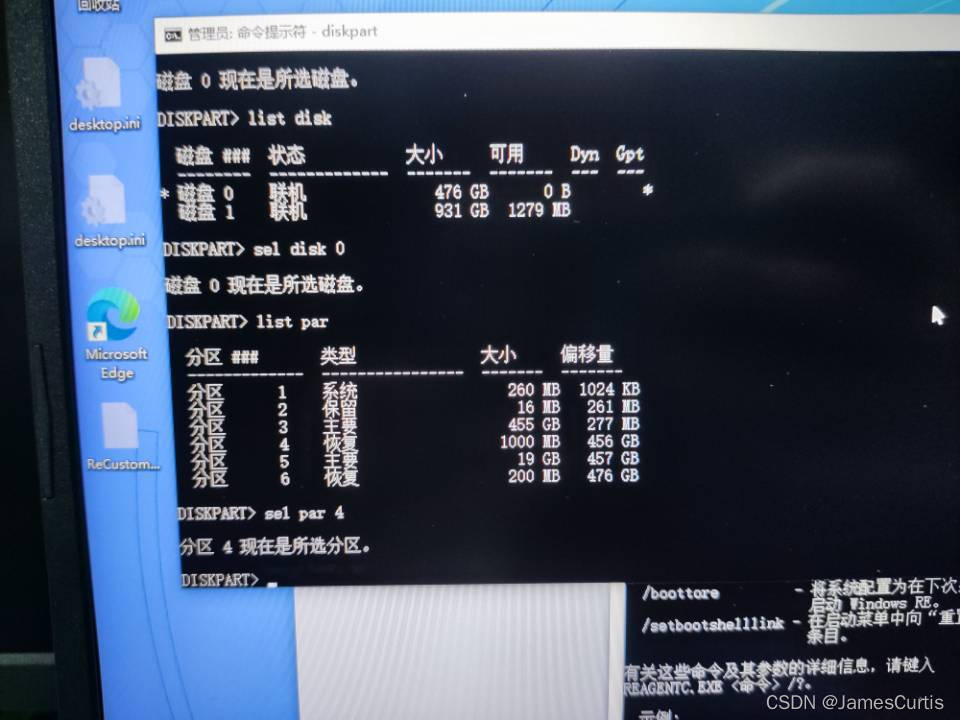 回收站
管理员: 命令提示符 - diskpart
磁盘 0 现在是所选磁盘。
desktop.ini
DISKPART> list disk
磁盘 ### 状态 大小 可用 Dyn Gpt
-------- ------------- ------- ------- --- ---
* 磁盘 0 联机 476 GB 0 B *
磁盘 1 联机 931 GB 1279 MB
desktop.ini
DISKPART> sel disk 0
磁盘 0 现在是所选磁盘。
DISKPART> list par
Microsoft
Edge
分区 ### 类型 大小 偏移量
------------- ---------------- ------- -------
分区 1 系统 260 MB 1024 KB
分区 2 保留 16 MB 261 MB
分区 3 主要 455 GB 277 MB
分区 4 恢复 1000 MB 456 GB
分区 5 主要 19 GB 457 GB
分区 6 恢复 200 MB 476 GB
ReCustom...
DISKPART> sel par 4
分区 4 现在是所选分区。
DISKPART>
/boottore - 将系统配置为在下次
启动 Windows RE。
/setbootshelllink - 在启动菜单中向“重置
条目。
有关这些命令及其参数的详细信息，请键入
REAGENTC.EXE <命令> /?。
示例:
CSDN @JamesCurtis